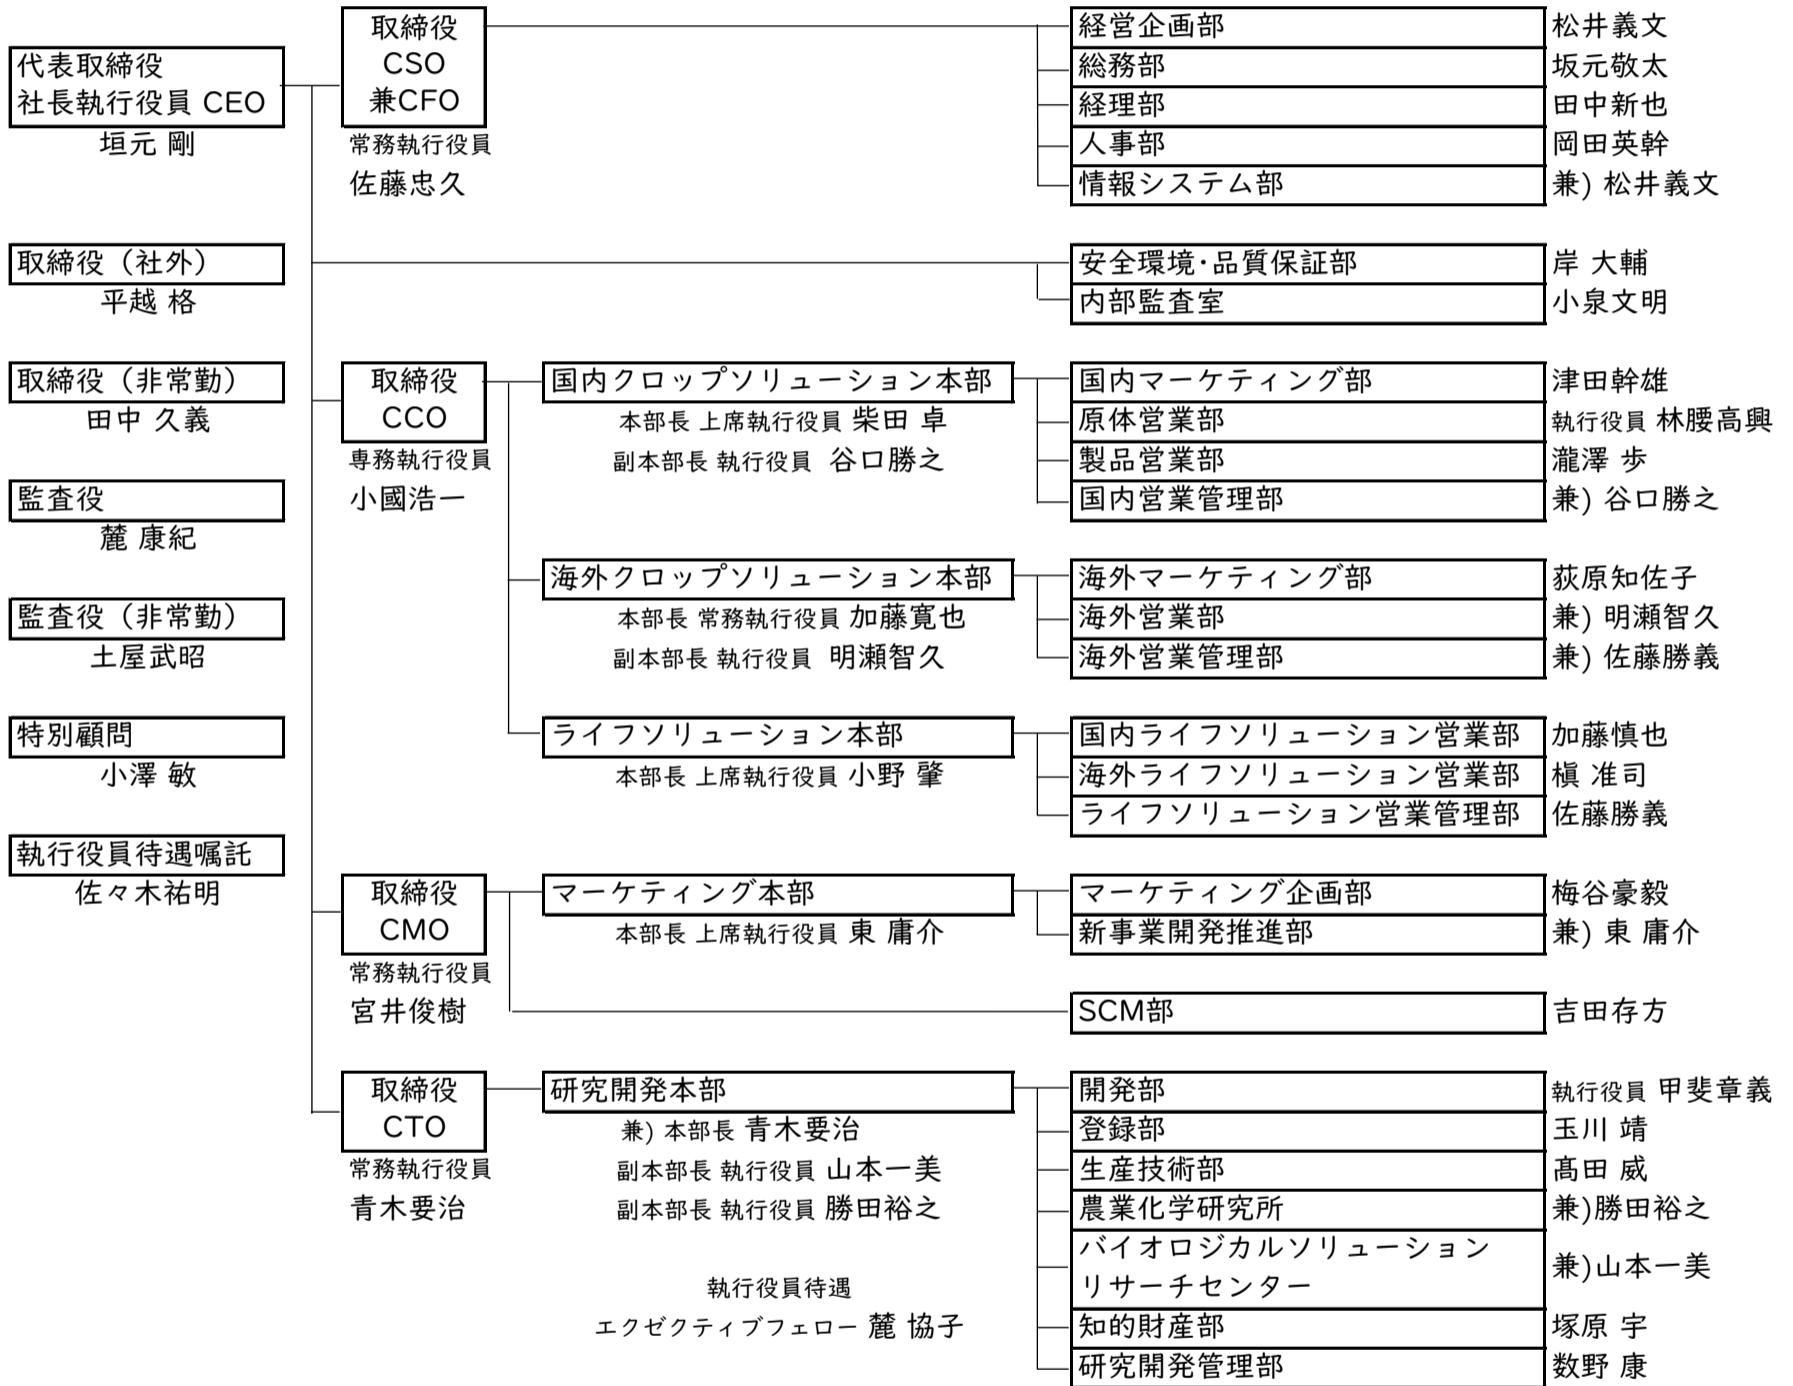 代表取締役
社長執行役員 CEO
垣元 剛
取締役（社外）
平越 格
取締役（非常勤）
田中 久義
監査役
麓 康紀
監査役（非常勤）
土屋武昭
特別顧問
小澤 敏
執行役員待遇嘱託
佐々木祐明
取締役
CSO
兼CFO
常務執行役員
佐藤忠久
経営企画部 松井義文
総務部 坂元敬太
経理部 田中新也
人事部 岡田英幹
情報システム部 兼) 松井義文
安全環境･品質保証部 岸 大輔
内部監査室 小泉文明
取締役
CCO
専務執行役員
小國浩一
国内クロップソリューション本部
本部長 上席執行役員 柴田 卓
副本部長 執行役員 谷口勝之
国内マーケティング部 津田幹雄
原体営業部 執行役員 林腰高興
製品営業部 瀧澤 歩
国内営業管理部 兼) 谷口勝之
海外クロップソリューション本部
本部長 常務執行役員 加藤寛也
副本部長 執行役員 明瀬智久
海外マーケティング部 荻原知佐子
海外営業部 兼) 明瀬智久
海外営業管理部 兼) 佐藤勝義
ライフソリューション本部
本部長 上席執行役員 小野 肇
国内ライフソリューション営業部 加藤慎也
海外ライフソリューション営業部 槇 准司
ライフソリューション営業管理部 佐藤勝義
取締役
CMO
常務執行役員
宮井俊樹
マーケティング本部
本部長 上席執行役員 東 庸介
マーケティング企画部 梅谷豪毅
新事業開発推進部 兼) 東 庸介
SCM部 吉田存方
取締役
CTO
常務執行役員
青木要治
研究開発本部
兼) 本部長 青木要治
副本部長 執行役員 山本一美
副本部長 執行役員 勝田裕之
執行役員待遇
エクゼクティブフェロー 麓 協子
開発部 執行役員 甲斐章義
登録部 玉川 靖
生産技術部 髙田 威
農業化学研究所 兼)勝田裕之
バイオロジカルソリューション
リサーチセンター 兼)山本一美
知的財産部 塚原 宇
研究開発管理部 数野 康